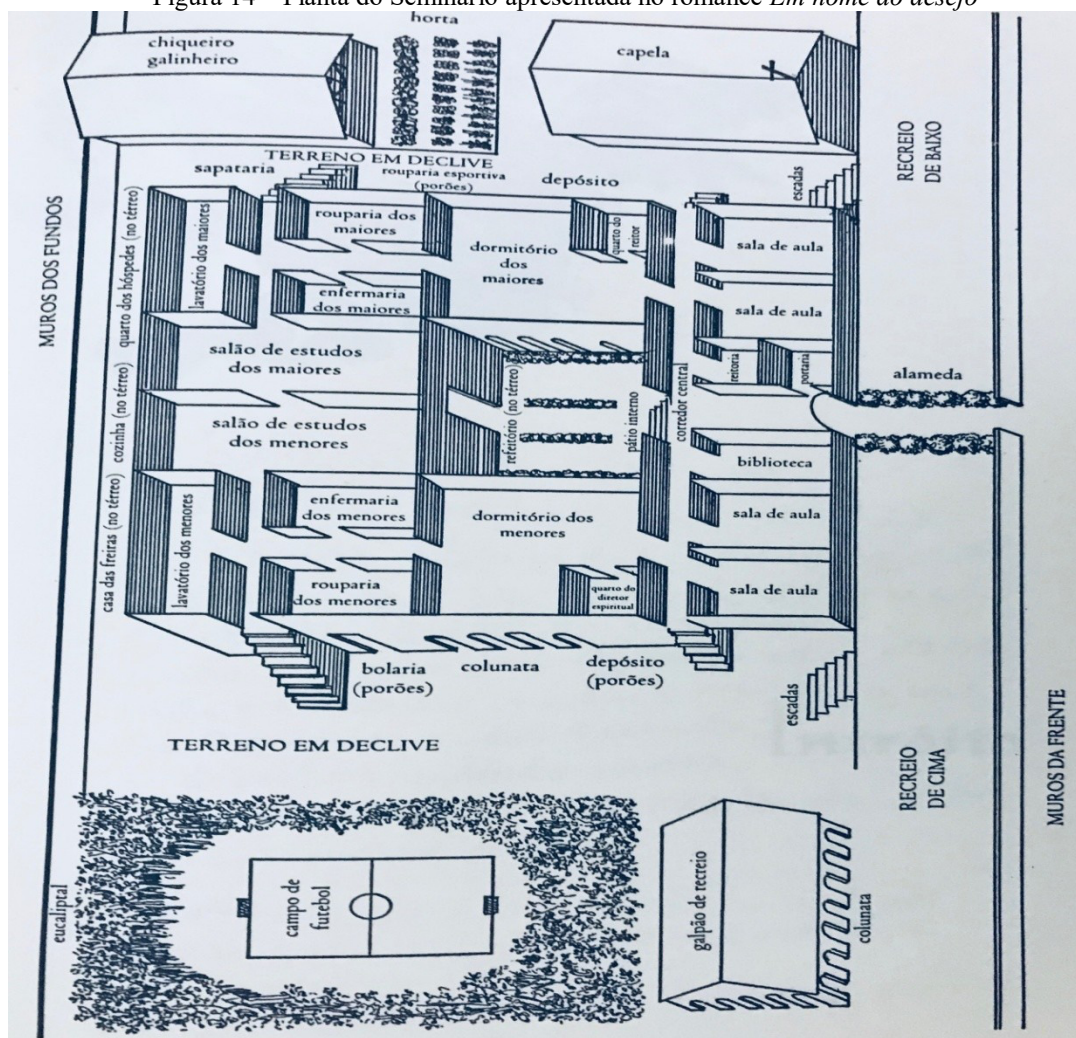 Figura 14 – Planta do Seminário apresentada no romance Em nome do desejo
horta
chiqueiro
galinheiro
capela
RECREIO
DE BAIXO
MUROS DOS FUNDOS
TERRENO EM DECLIVE
sapataria
rouparia esportiva
(porões)
depósito
escadas
quarto dos hóspedes (no térreo)
lavatório dos maiores
rouparia dos
maiores
quarto do
reitor
sala de aula
dormitório
dos
maiores
enfermaria
dos maiores
sala de aula
salão de estudos
dos maiores
reitoria
portaria
alameda
cozinha (no térreo)
refeitório (no térreo)
pátio interno
corredor central
salão de estudos
dos menores
biblioteca
casa das freiras (no térreo)
lavatório dos menores
enfermaria
dos menores
dormitório dos
menores
sala de aula
rouparia
dos menores
quarto do
diretor
espiritual
sala de aula
bolaria
(porões)
colunata
depósito
(porões)
escadas
TERRENO EM DECLIVE
RECREIO
DE CIMA
MUROS DA FRENTE
eucaliptal
campo de
futebol
galpão de recreio
colunata